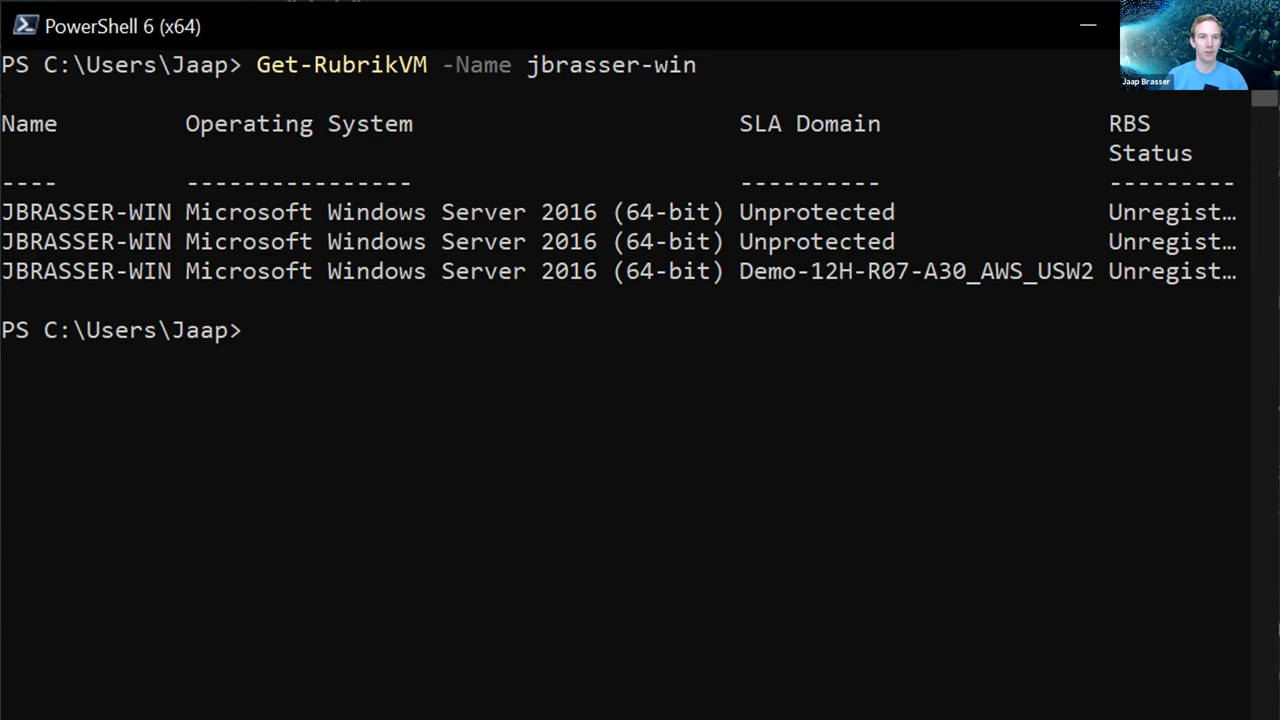 PowerShell 6 (x64)
Jaap Brasser
PS C:\Users\Jaap> Get-RubrikVM -Name jbrasser-win
Name Operating System SLA Domain RBS
Status
---- ---------------- ---------- ---------
JBRASSER-WIN Microsoft Windows Server 2016 (64-bit) Unprotected Unregist…
JBRASSER-WIN Microsoft Windows Server 2016 (64-bit) Unprotected Unregist…
JBRASSER-WIN Microsoft Windows Server 2016 (64-bit) Demo-12H-R07-A30_AWS_USW2 Unregist…
PS C:\Users\Jaap>